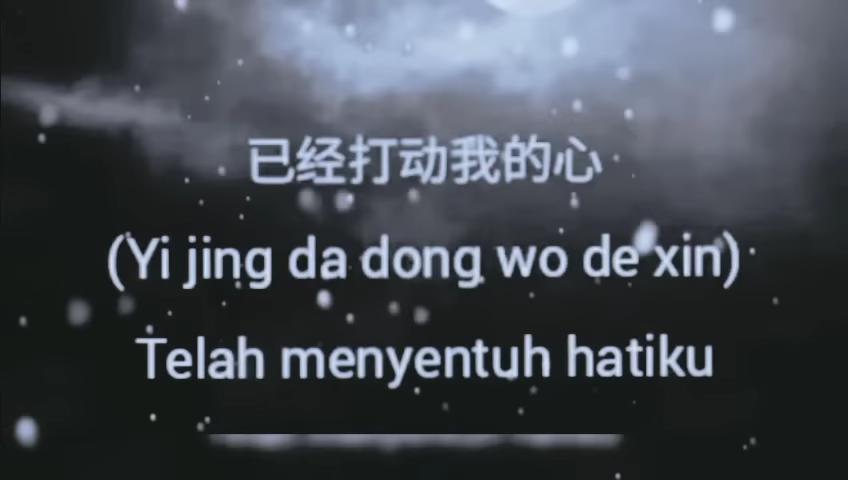 已经打动我的心
(Yi jing da dong wo de xin)
Telah menyentuh hatiku